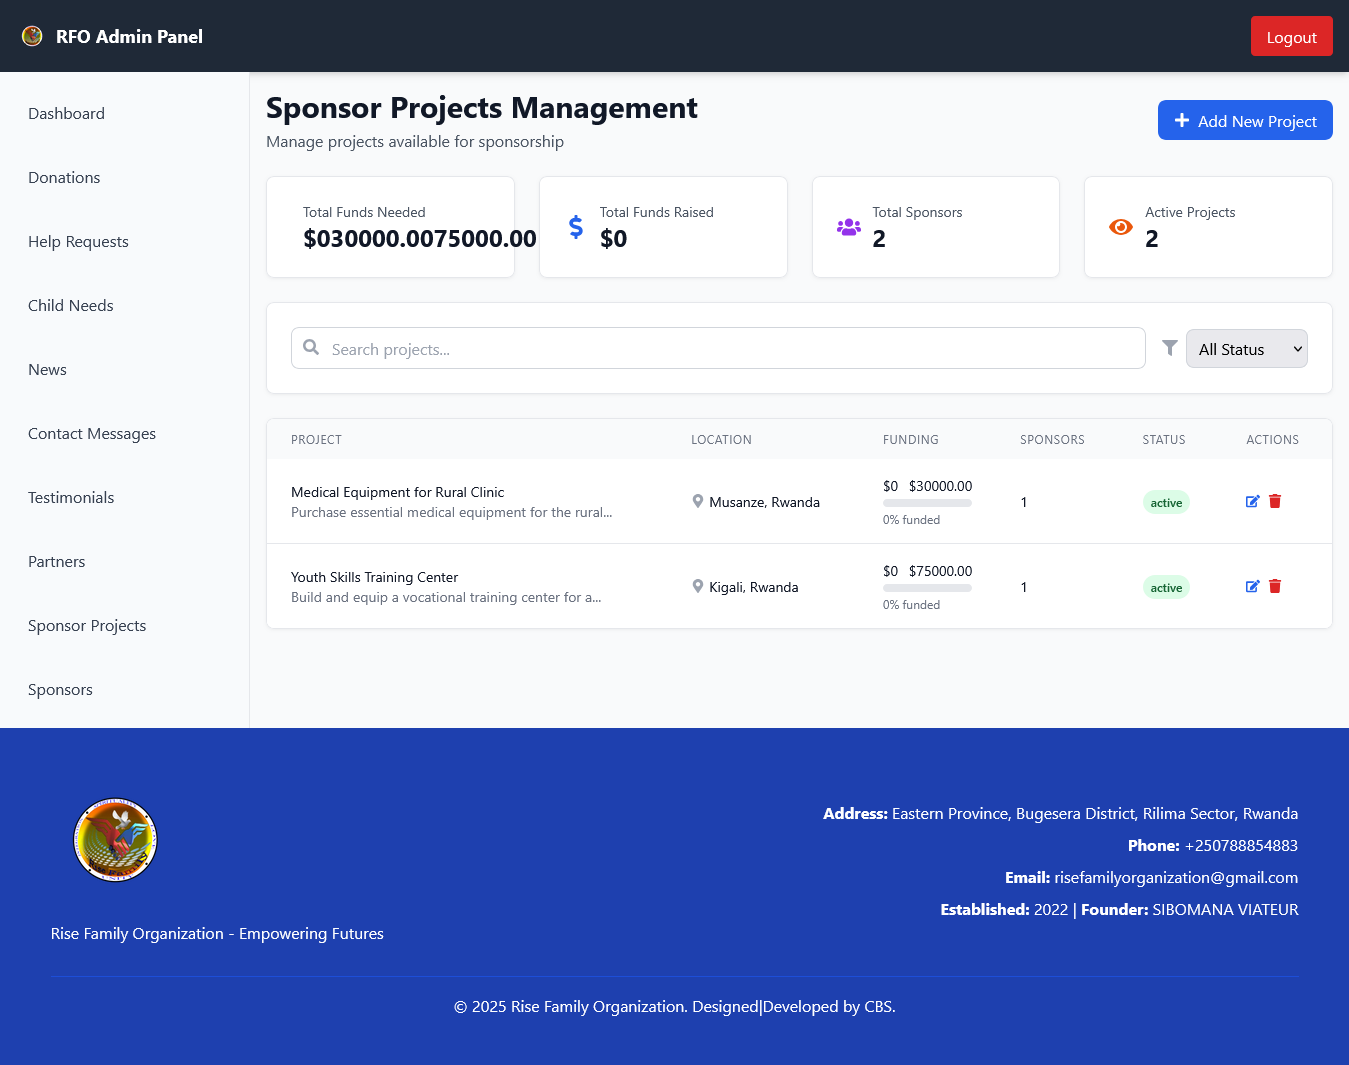 RFO Admin Panel
Logout
Dashboard
Donations
Help Requests
Child Needs
News
Contact Messages
Testimonials
Partners
Sponsor Projects
Sponsors
Sponsor Projects Management
Manage projects available for sponsorship
Add New Project
Total Funds Needed
$030000.0075000.00
Total Funds Raised
$0
Total Sponsors
2
Active Projects
2
Search projects...
All Status
PROJECT LOCATION FUNDING SPONSORS STATUS ACTIONS
Medical Equipment for Rural Clinic
Purchase essential medical equipment for the rural...
Musanze, Rwanda
$0 $30000.00
0% funded
1
active
Youth Skills Training Center
Build and equip a vocational training center for a...
Kigali, Rwanda
$0 $75000.00
0% funded
1
active
Rise Family Organization - Empowering Futures
Address: Eastern Province, Bugesera District, Rilima Sector, Rwanda
Phone: +250788854883
Email: risefamilyorganization@gmail.com
Established: 2022 | Founder: SIBOMANA VIATEUR
© 2025 Rise Family Organization. Designed|Developed by CBS.